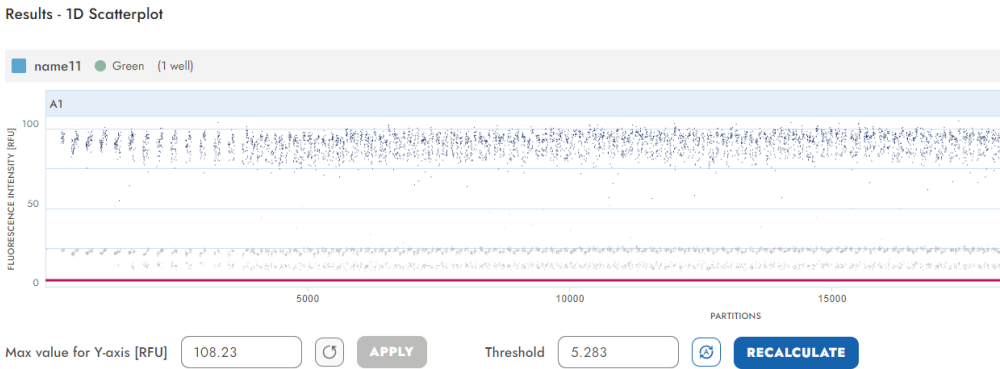 Results - 1D Scatterplot
name11 Green (1 well)
A1
100
50
0
FLUORESCENCE INTENSITY [RFU]
5000 10000 15000
PARTITIONS
Max value for Y-axis [RFU] 108.23 APPLY Threshold 5.283 A RECALCULATE